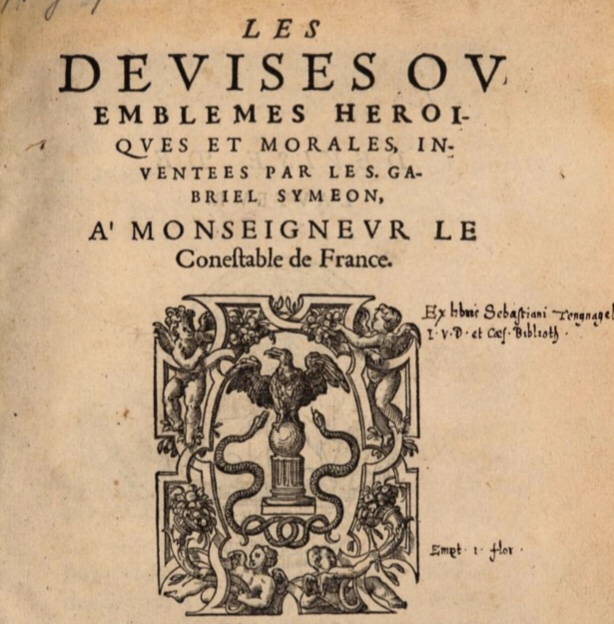 LES
DEVISES OV
EMBLEMES HEROI-
QVES ET MORALES, IN-
VENTEES PAR LE S. GA-
BRIEL SYMEON,
A' MONSEIGNEVR LE
Coneſtable de France.
Ex libris Sebaſtiani Tengnagel
I. V. D. et Cæſ. Biblioth.
Empt. 1. flor.